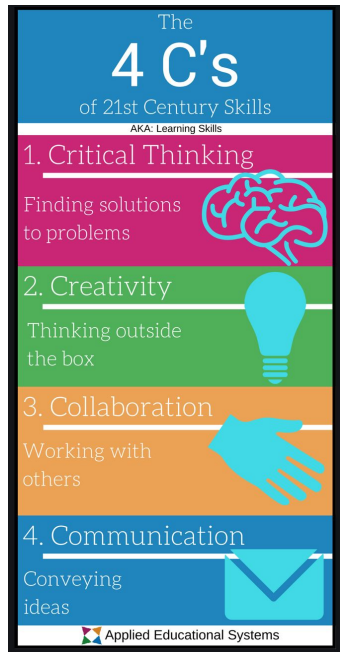 The
4 C's
of 21st Century Skills
AKA: Learning Skills
1. Critical Thinking
Finding solutions
to problems
2. Creativity
Thinking outside
the box
3. Collaboration
Working with
others
4. Communication
Conveying
ideas
Applied Educational Systems